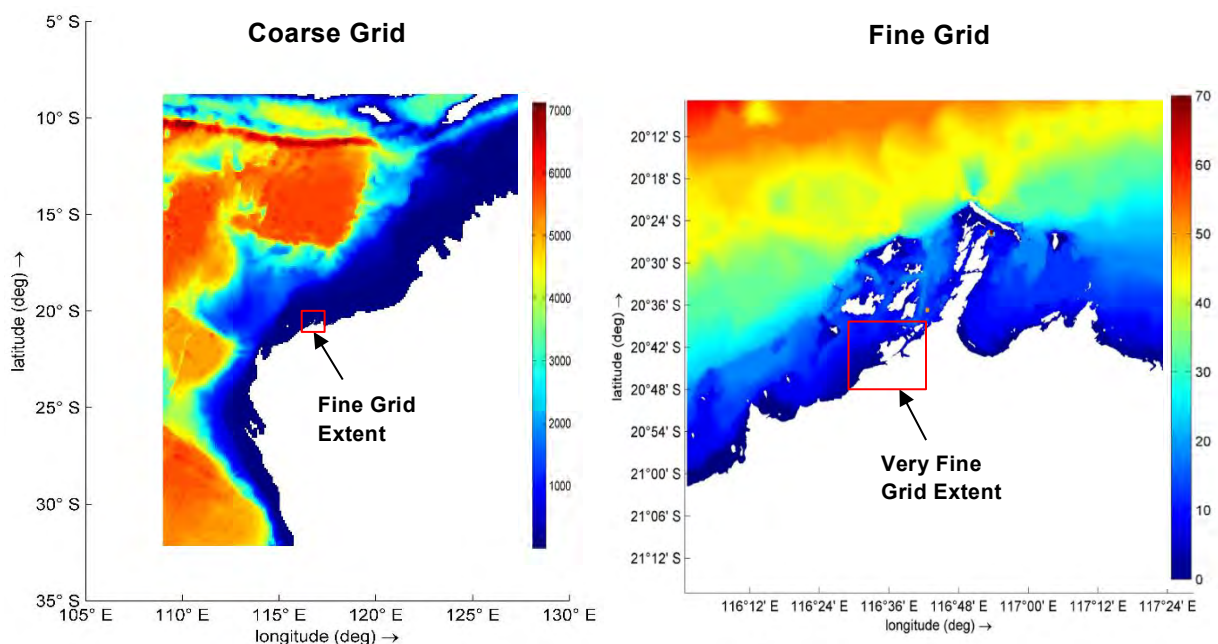 Coarse Grid
5° S
10° S
15° S
20° S
25° S
30° S
35° S
latitude (deg) →
105° E 110° E 115° E 120° E 125° E 130° E
longitude (deg) →
7000
6000
5000
4000
3000
2000
1000
Fine Grid
Extent
Fine Grid
20°12' S
20°18' S
20°24' S
20°30' S
20°36' S
20°42' S
20°48' S
20°54' S
21°00' S
21°06' S
21°12' S
latitude (deg) →
116°12' E 116°24' E 116°36' E 116°48' E 117°00' E 117°12' E 117°24' E
longitude (deg) →
70
60
50
40
30
20
10
0
Very Fine
Grid Extent